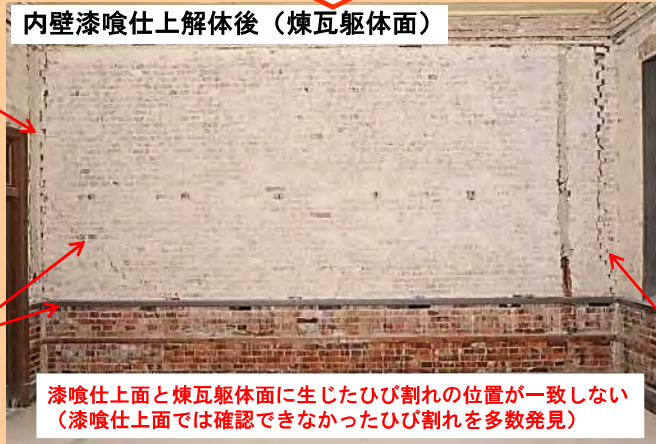 内壁漆喰仕上解体後（煉瓦躯体面）
漆喰仕上面と煉瓦躯体面に生じたひび割れの位置が一致しない
（漆喰仕上面では確認できなかったひび割れを多数発見）